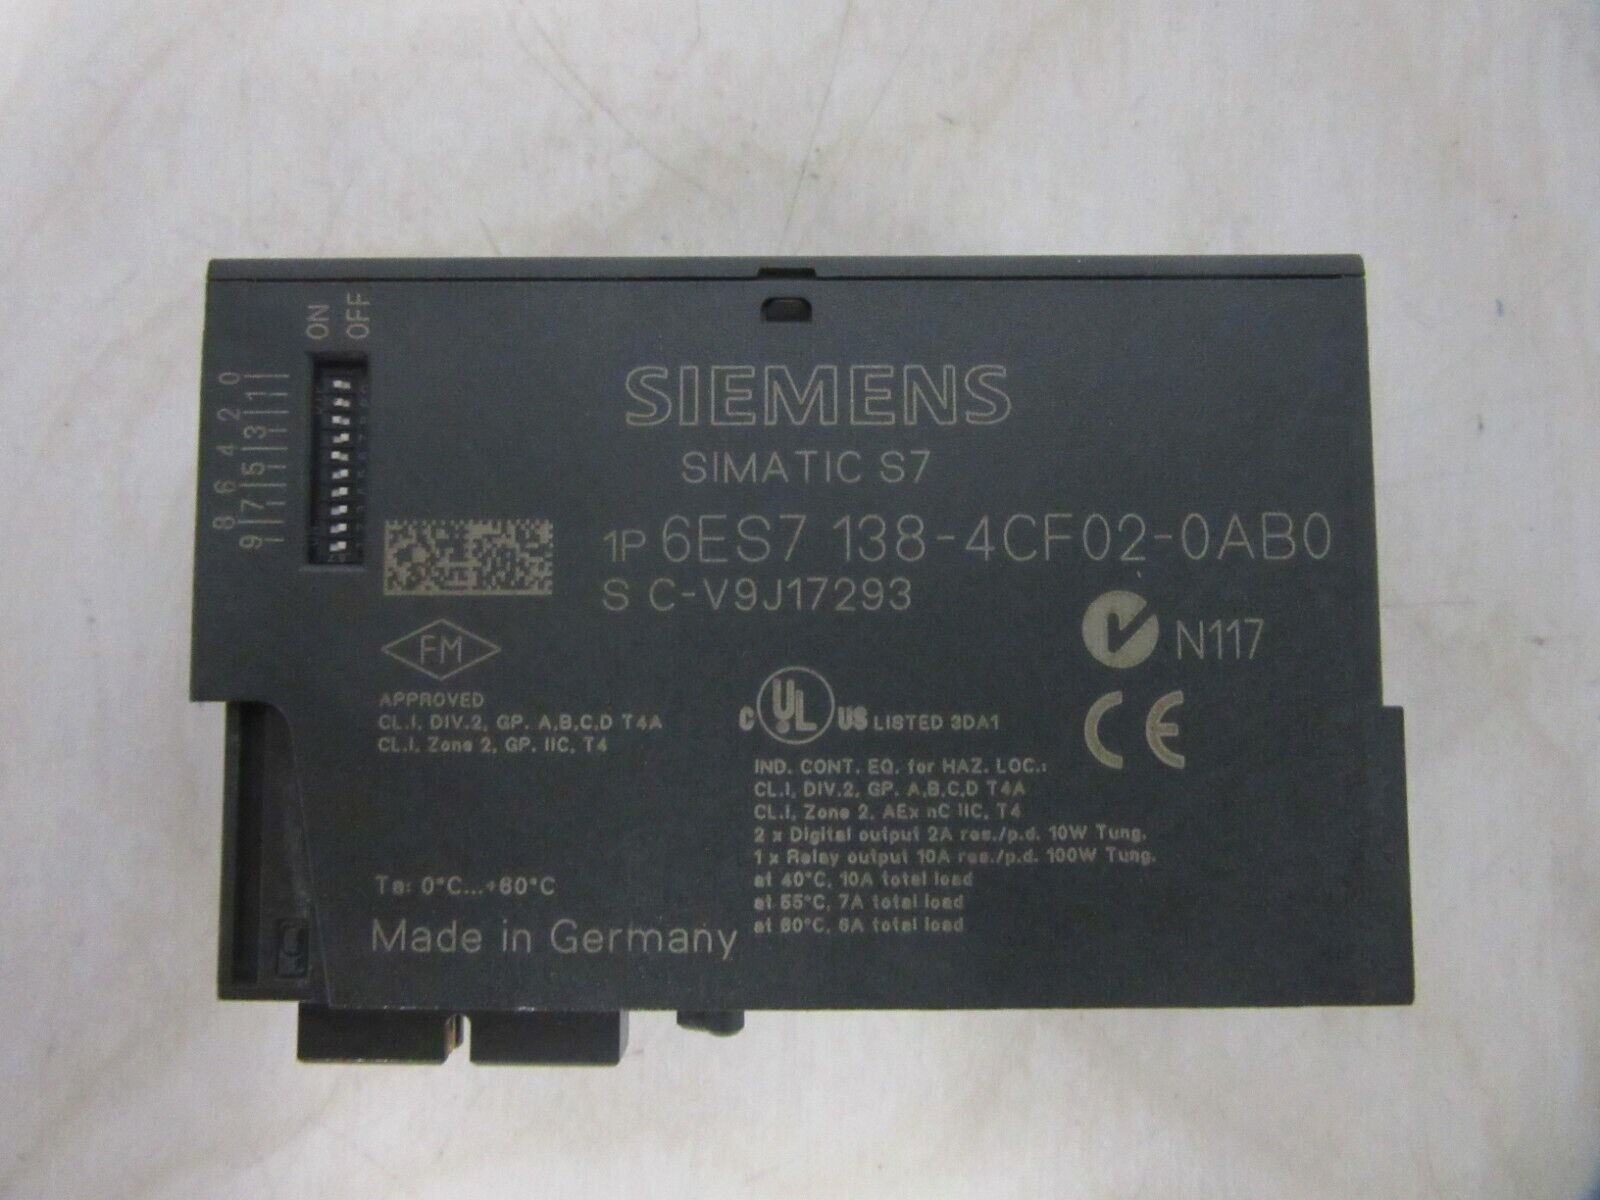 ON
OFF
8 6 4 2 0
9 7 5 3 1
SIEMENS
SIMATIC S7
1P 6ES7 138-4CF02-0AB0
S C-V9J17293
N117
FM
APPROVED
CL.I, DIV.2, GP. A,B,C,D T4A
CL.I, Zone 2, GP. IIC, T4
C UL US LISTED 3DA1
CE
IND. CONT. EQ. for HAZ. LOC.:
CL.I, DIV.2, GP. A,B,C,D T4A
CL.I, Zone 2, AEx nC IIC, T4
2 x Digital output 2A res./p.d. 10W Tung.
1 x Relay output 10A res./p.d. 100W Tung.
at 40°C, 10A total load
at 55°C, 7A total load
at 60°C, 6A total load
Ta: 0°C...+60°C
Made in Germany